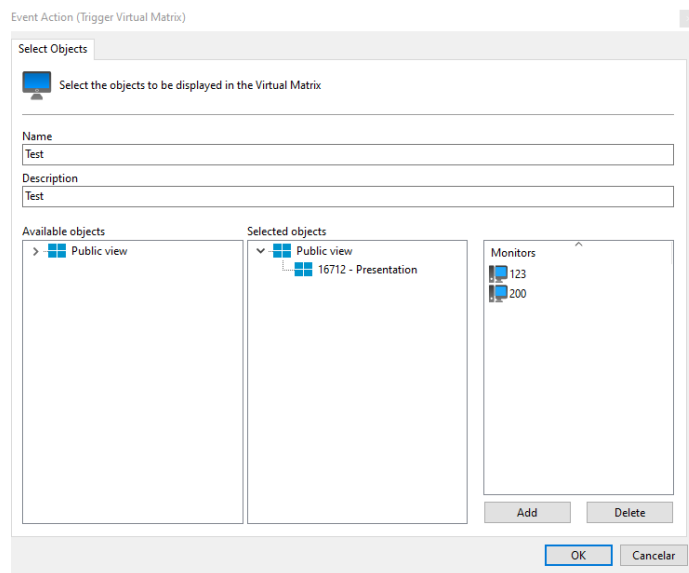 Event Action (Trigger Virtual Matrix)
Select Objects
Select the objects to be displayed in the Virtual Matrix
Name
Test
Description
Test
Available objects
Selected objects
Public view
Public view
16712 - Presentation
Monitors
123
200
Add
Delete
OK
Cancelar